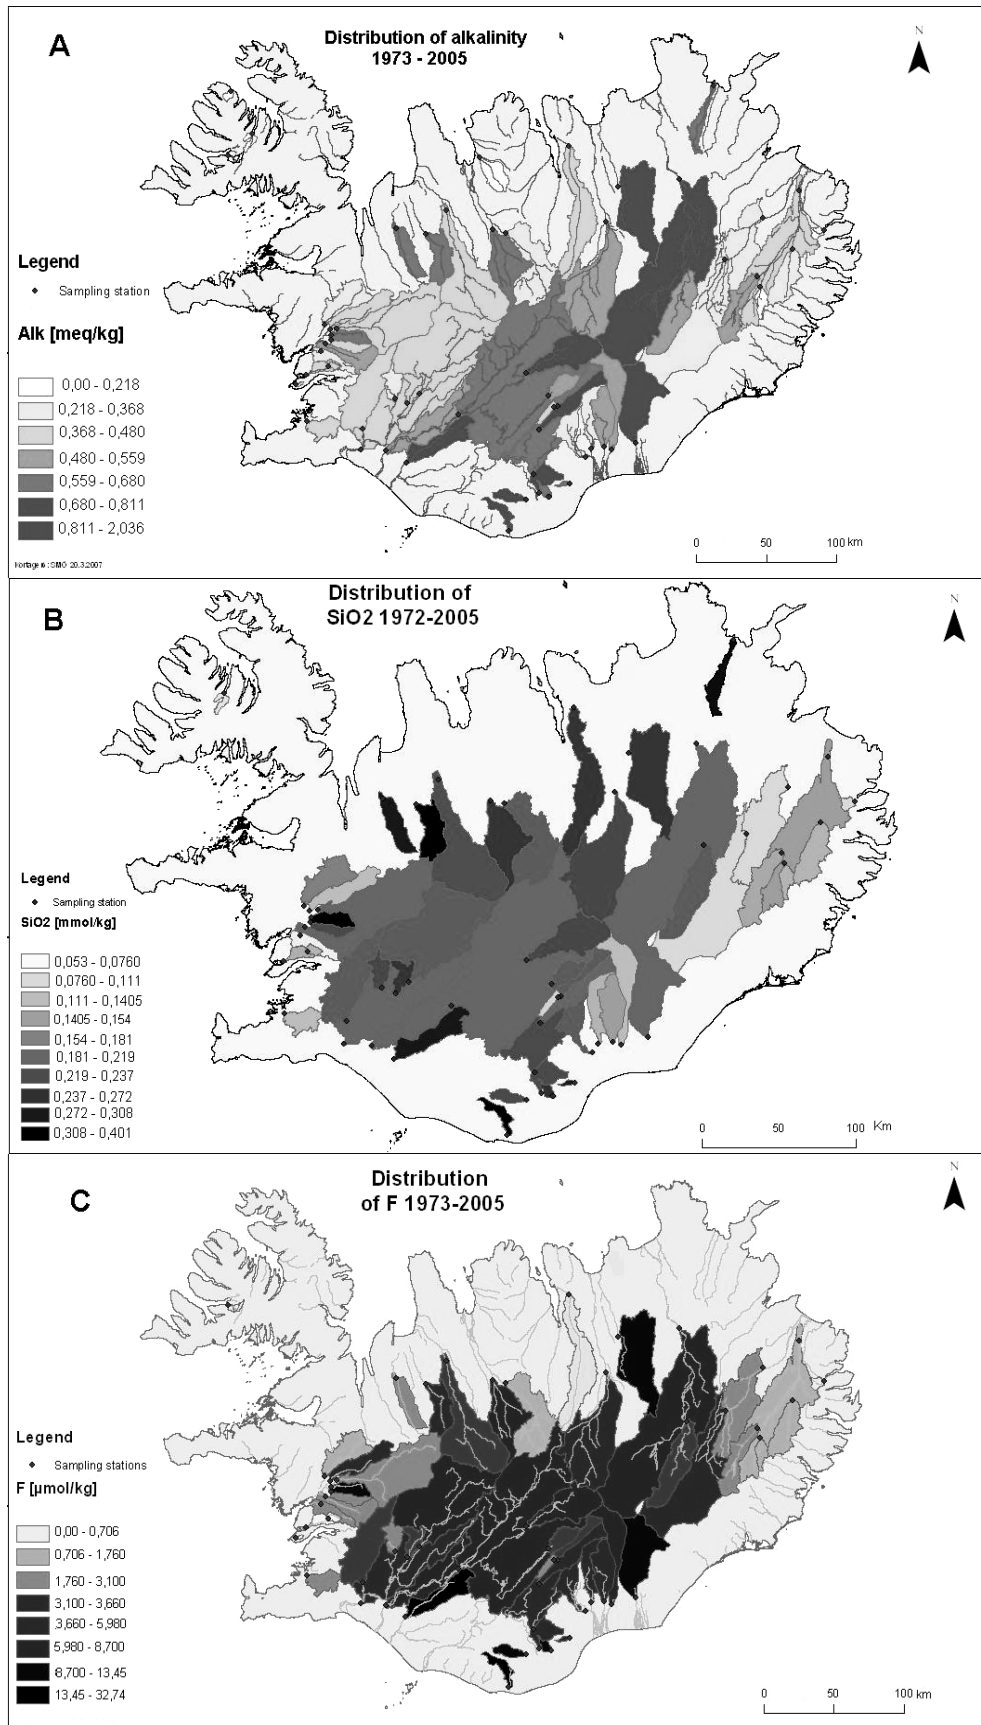 A
Distribution of alkalinity
1973 - 2005
N
Legend
Sampling station
Alk [meq/kg]
0,00 - 0,218
0,218 - 0,368
0,368 - 0,480
0,480 - 0,559
0,559 - 0,680
0,680 - 0,811
0,811 - 2,036
0 50 100 km
20.3.2007
B
Distribution of
SiO2 1972-2005
N
Legend
Sampling station
SiO2 [mmol/kg]
0,053 - 0,0760
0,0760 - 0,111
0,111 - 0,1405
0,1405 - 0,154
0,154 - 0,181
0,181 - 0,219
0,219 - 0,237
0,237 - 0,272
0,272 - 0,308
0,308 - 0,401
0 50 100 Km
C
Distribution
of F 1973-2005
N
Legend
Sampling stations
F [µmol/kg]
0,00 - 0,706
0,706 - 1,760
1,760 - 3,100
3,100 - 3,660
3,660 - 5,980
5,980 - 8,700
8,700 - 13,45
13,45 - 32,74
0 50 100 km